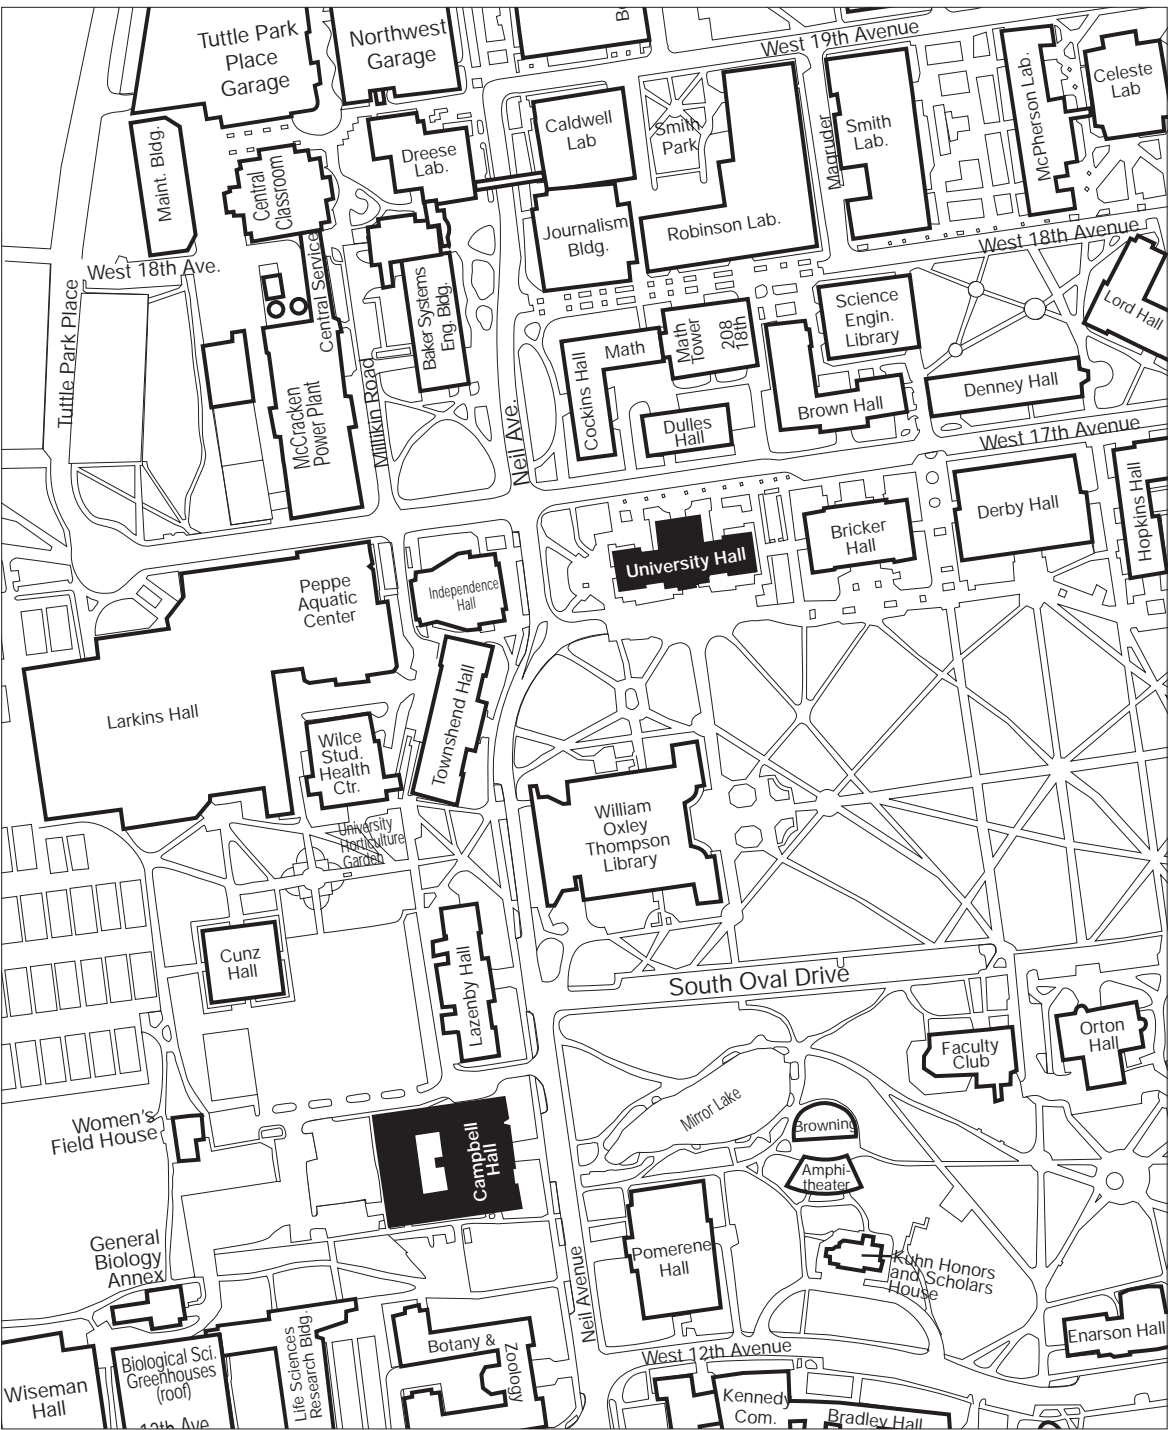 Tuttle Park
Place
Garage
Northwest
Garage
West 19th Avenue
Maint. Bldg.
Central
Classroom
Dreese
Lab.
Caldwell
Lab
Smith
Park
Magruder
Smith
Lab.
McPherson Lab.
Celeste
Lab
Journalism
Bldg.
Robinson Lab.
West 18th Avenue
West 18th Ave.
Central Service
Tuttle Park Place
Baker Systems
Eng. Bldg.
Science
Engin.
Library
Lord Hall
Math
Math
Tower
208
18th
Cockins Hall
Dulles
Hall
Brown Hall
Denney Hall
McCracken
Power Plant
Millikin Road
Neil Ave.
West 17th Avenue
Derby Hall
Hopkins Hall
Bricker
Hall
University Hall
Peppe
Aquatic
Center
Independence
Hall
Larkins Hall
Townshend Hall
Wilce
Stud.
Health
Ctr.
William
Oxley
Thompson
Library
University
Horticulture
Garden
Cunz
Hall
Lazenby Hall
South Oval Drive
Faculty
Club
Orton
Hall
Mirror Lake
Women's
Field House
Campbell
Hall
Browning
Amphi-
theater
General
Biology
Annex
Pomerene
Hall
Kuhn Honors
and Scholars
House
Neil Avenue
Enarson Hall
West 12th Avenue
Botany &
Zoology
Life Sciences
Research Bldg.
Biological Sci.
Greenhouses
(roof)
12th Ave
Wiseman
Hall
Kennedy
Com.
Bradley Hall